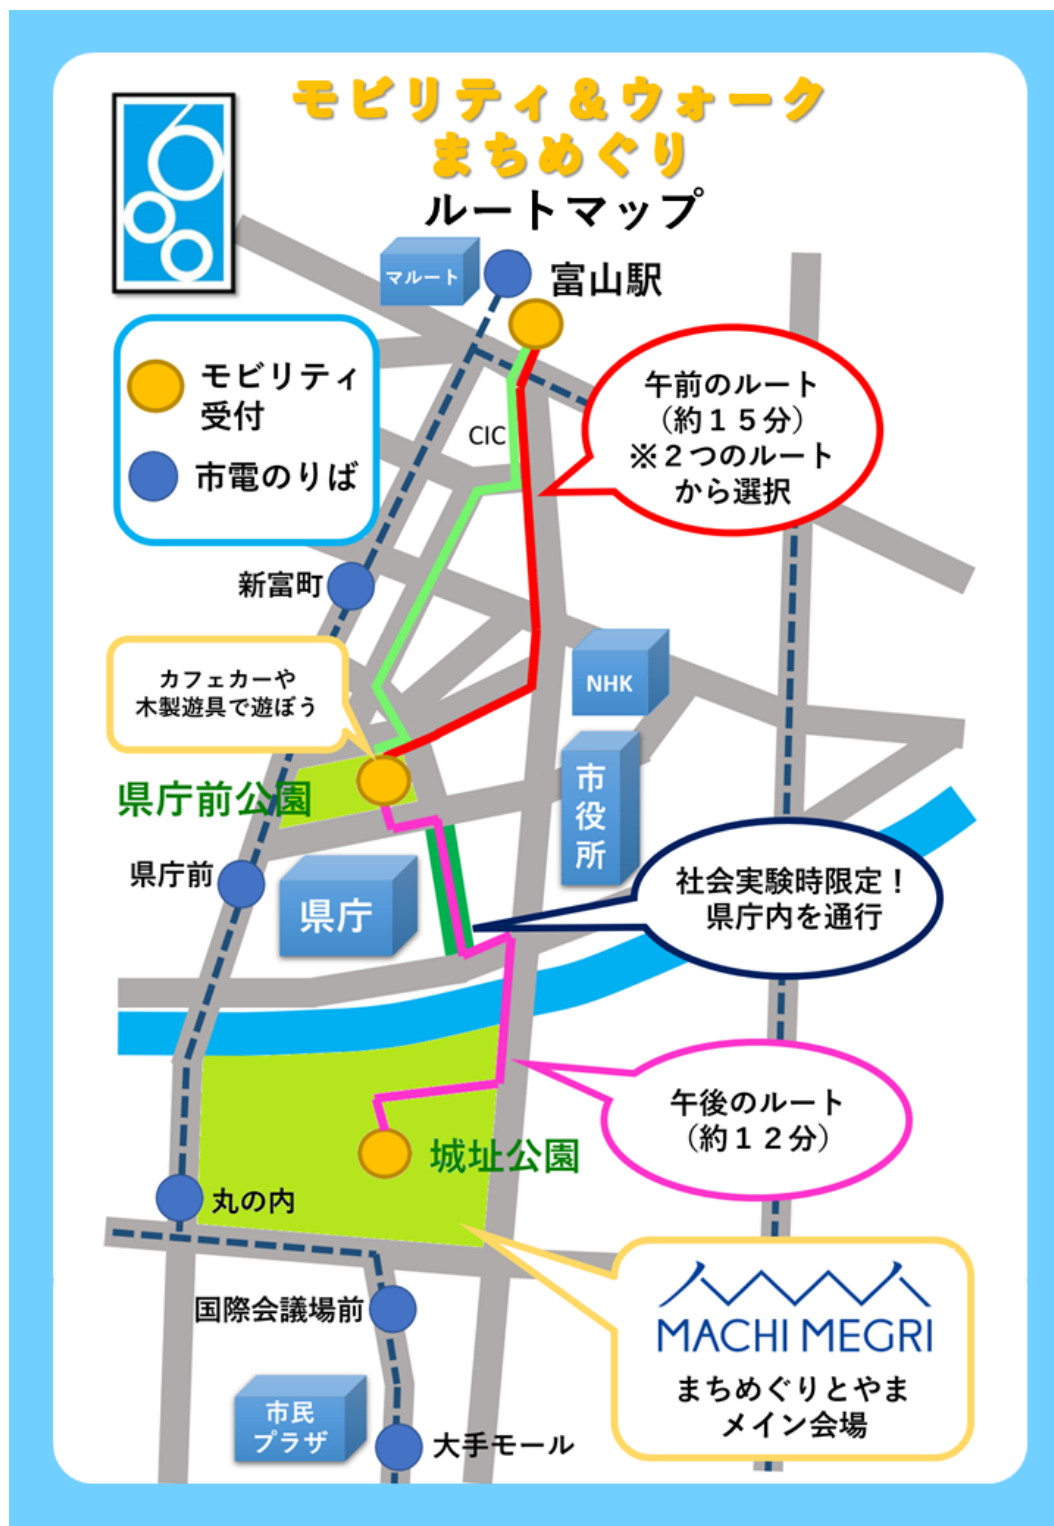 モビリティ&ウォーク
まちめぐり
ルートマップ
マルート
富山駅
モビリティ
受付
市電のりば
午前のルート
（約１５分）
※２つのルート
から選択
CIC
新富町
カフェカーや
木製遊具で遊ぼう
NHK
市
役
所
県庁前公園
県庁前
県庁
社会実験時限定！
県庁内を通行
午後のルート
（約１２分）
城址公園
丸の内
国際会議場前
MACHI MEGRI
まちめぐりとやま
メイン会場
市民
プラザ
大手モール